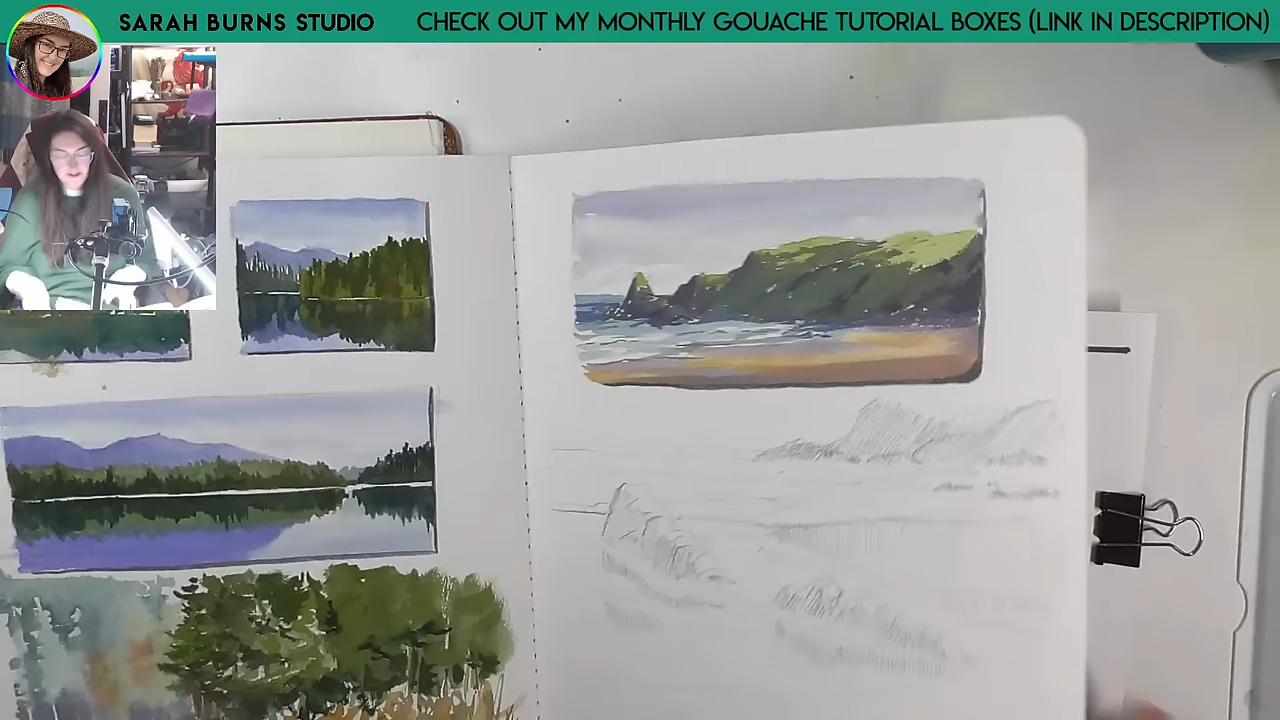 SARAH BURNS STUDIO
CHECK OUT MY MONTHLY GOUACHE TUTORIAL BOXES (LINK IN DESCRIPTION)